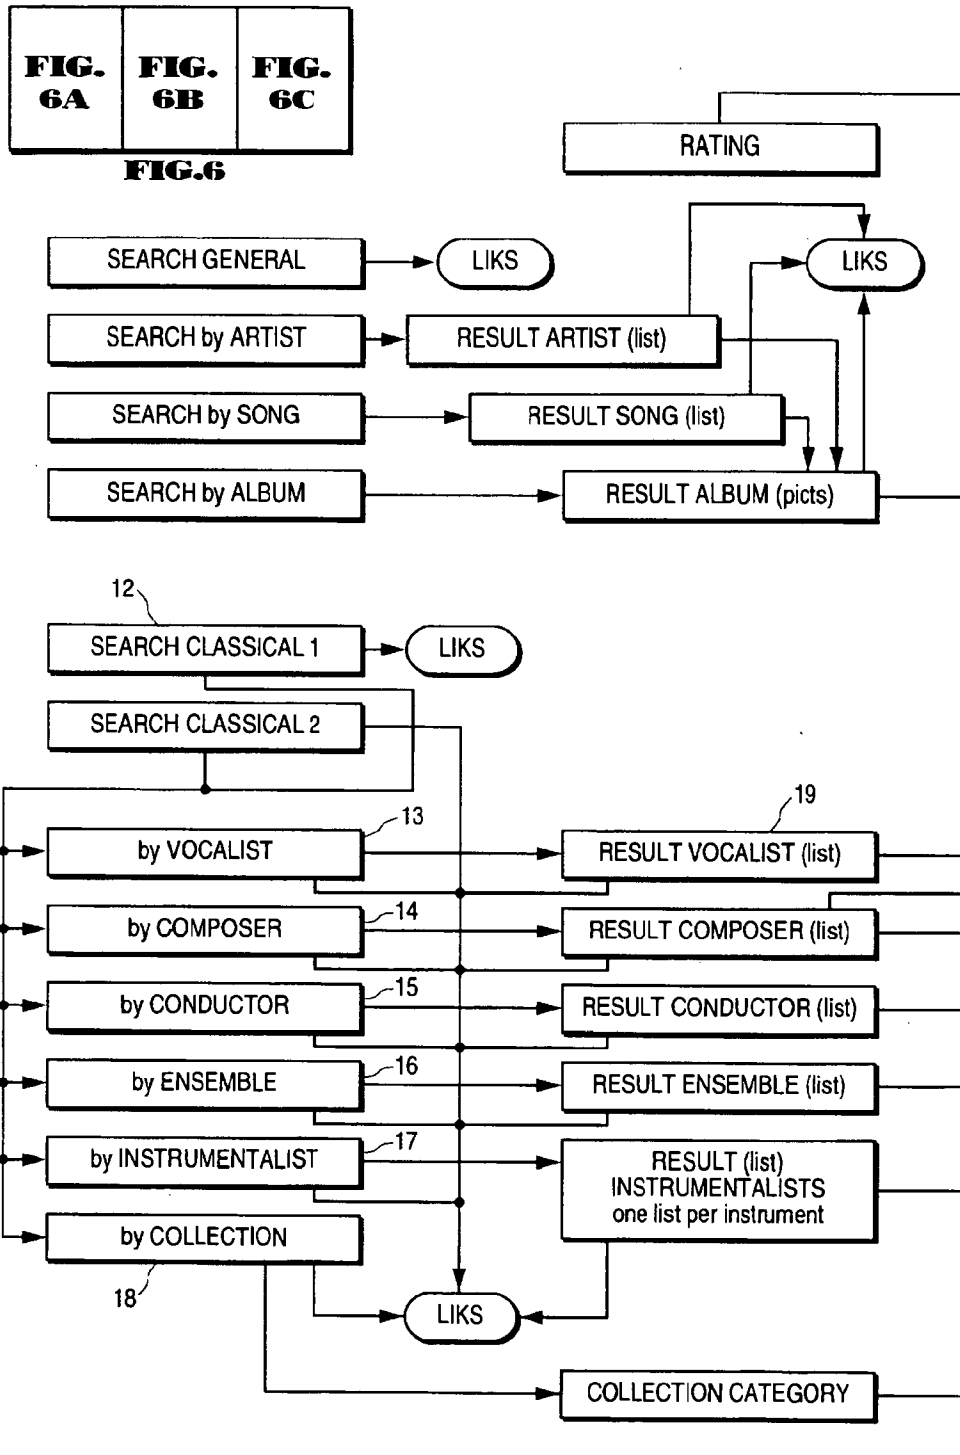 FIG. 6A
FIG. 6B
FIG. 6C
FIG.6
RATING
SEARCH GENERAL
LIKS
LIKS
SEARCH by ARTIST
RESULT ARTIST (list)
SEARCH by SONG
RESULT SONG (list)
SEARCH by ALBUM
RESULT ALBUM (picts)
12
SEARCH CLASSICAL 1
LIKS
SEARCH CLASSICAL 2
13
19
by VOCALIST
RESULT VOCALIST (list)
14
by COMPOSER
RESULT COMPOSER (list)
15
by CONDUCTOR
RESULT CONDUCTOR (list)
16
by ENSEMBLE
RESULT ENSEMBLE (list)
17
by INSTRUMENTALIST
RESULT (list)
INSTRUMENTALISTS
one list per instrument
by COLLECTION
18
LIKS
COLLECTION CATEGORY